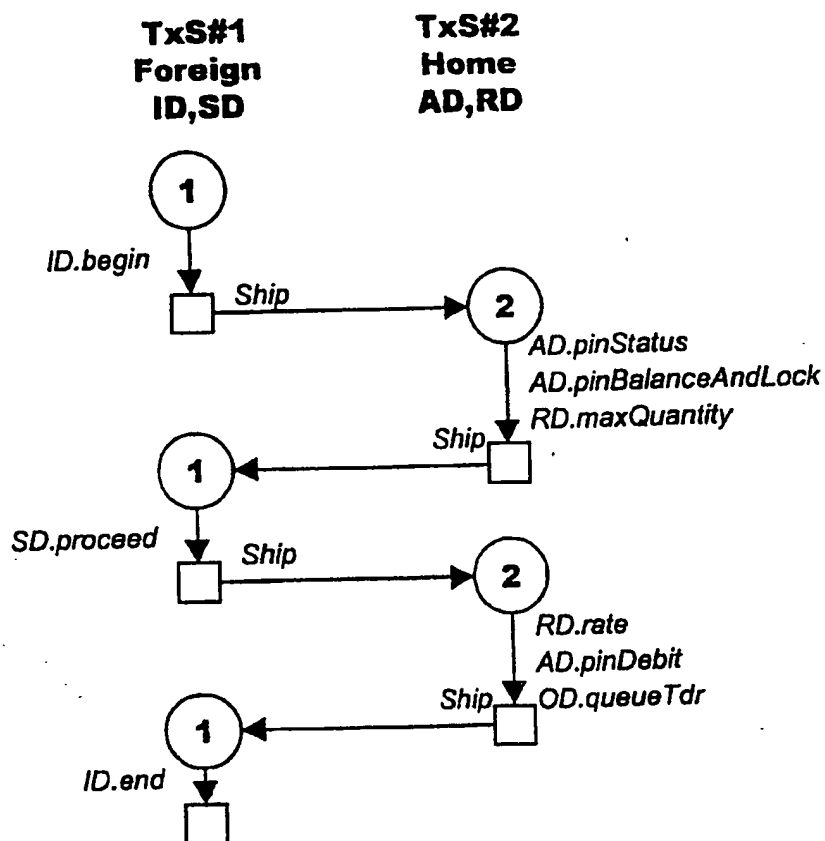 TxS#1
Foreign
ID,SD
TxS#2
Home
AD,RD
1
ID.begin
Ship
2
AD.pinStatus
AD.pinBalanceAndLock
RD.maxQuantity
Ship
1
SD.proceed
Ship
2
RD.rate
AD.pinDebit
Ship
OD.queueTdr
1
ID.end